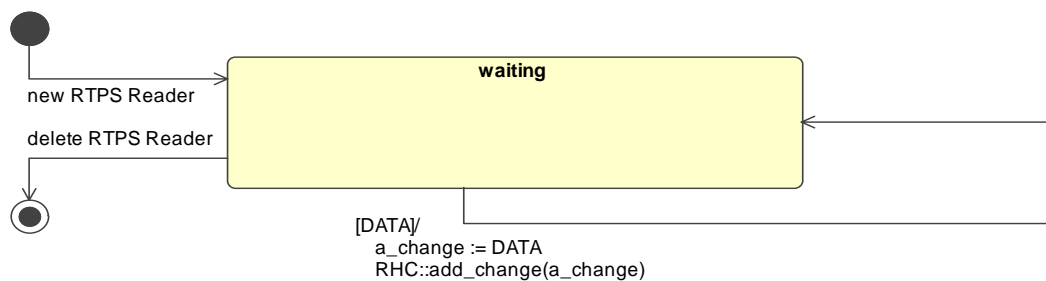 waiting
new RTPS Reader
delete RTPS Reader
[DATA]/
a_change := DATA
RHC::add_change(a_change)